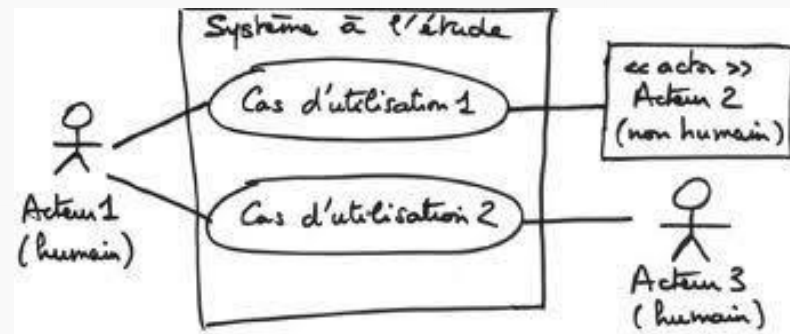 Système à l'étude
Cas d'utilisation 1
<< actor >>
Acteur 2
(non humain)
Acteur 1
(humain)
Cas d'utilisation 2
Acteur 3
(humain)